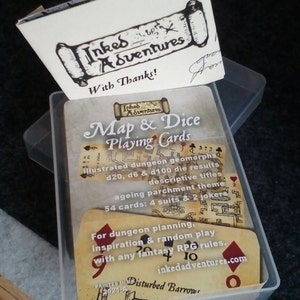 Inked
Adventures
With Thanks!
Inked
Adventures
Map & Dice
Playing Cards
illustrated dungeon geomorphs
d20, d6 & d100 die results
descriptive titles
ageing parchment theme
54 cards: 4 suits & 2 jokers
For dungeon planning,
inspiration & random play
with any fantasy RPG rules.
inkedadventures.com
9
Disturbed Barrow